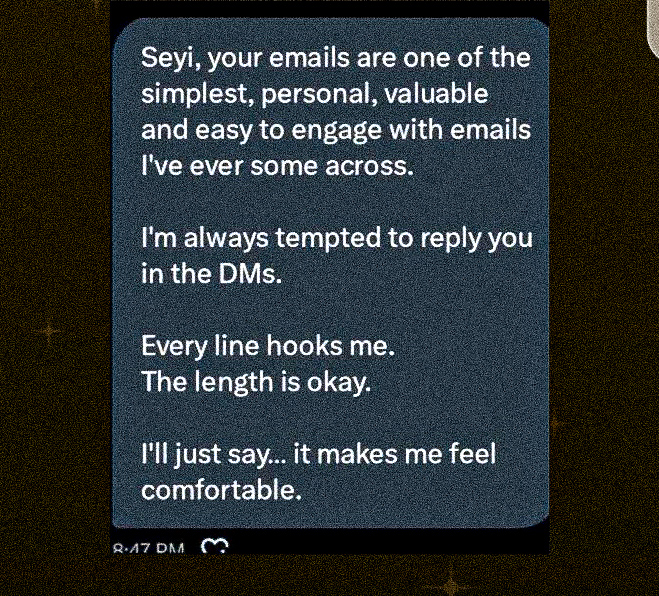 Seyi, your emails are one of the
simplest, personal, valuable
and easy to engage with emails
I've ever some across.
I'm always tempted to reply you
in the DMs.
Every line hooks me.
The length is okay.
I'll just say... it makes me feel
comfortable.
8:47 PM